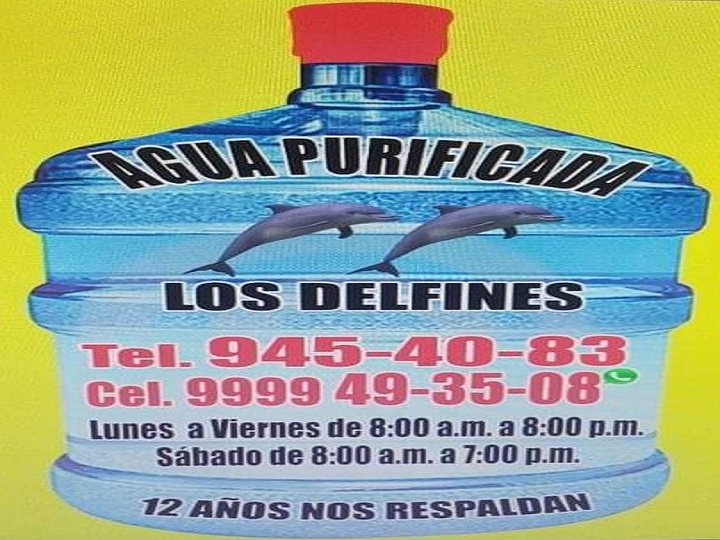 AGUA PURIFICADA
LOS DELFINES
Tel. 945-40-83
Cel. 9999 49-35-08
Lunes a Viernes de 8:00 a.m. a 8:00 p.m.
Sábado de 8:00 a.m. a 7:00 p.m.
12 AÑOS NOS RESPALDAN